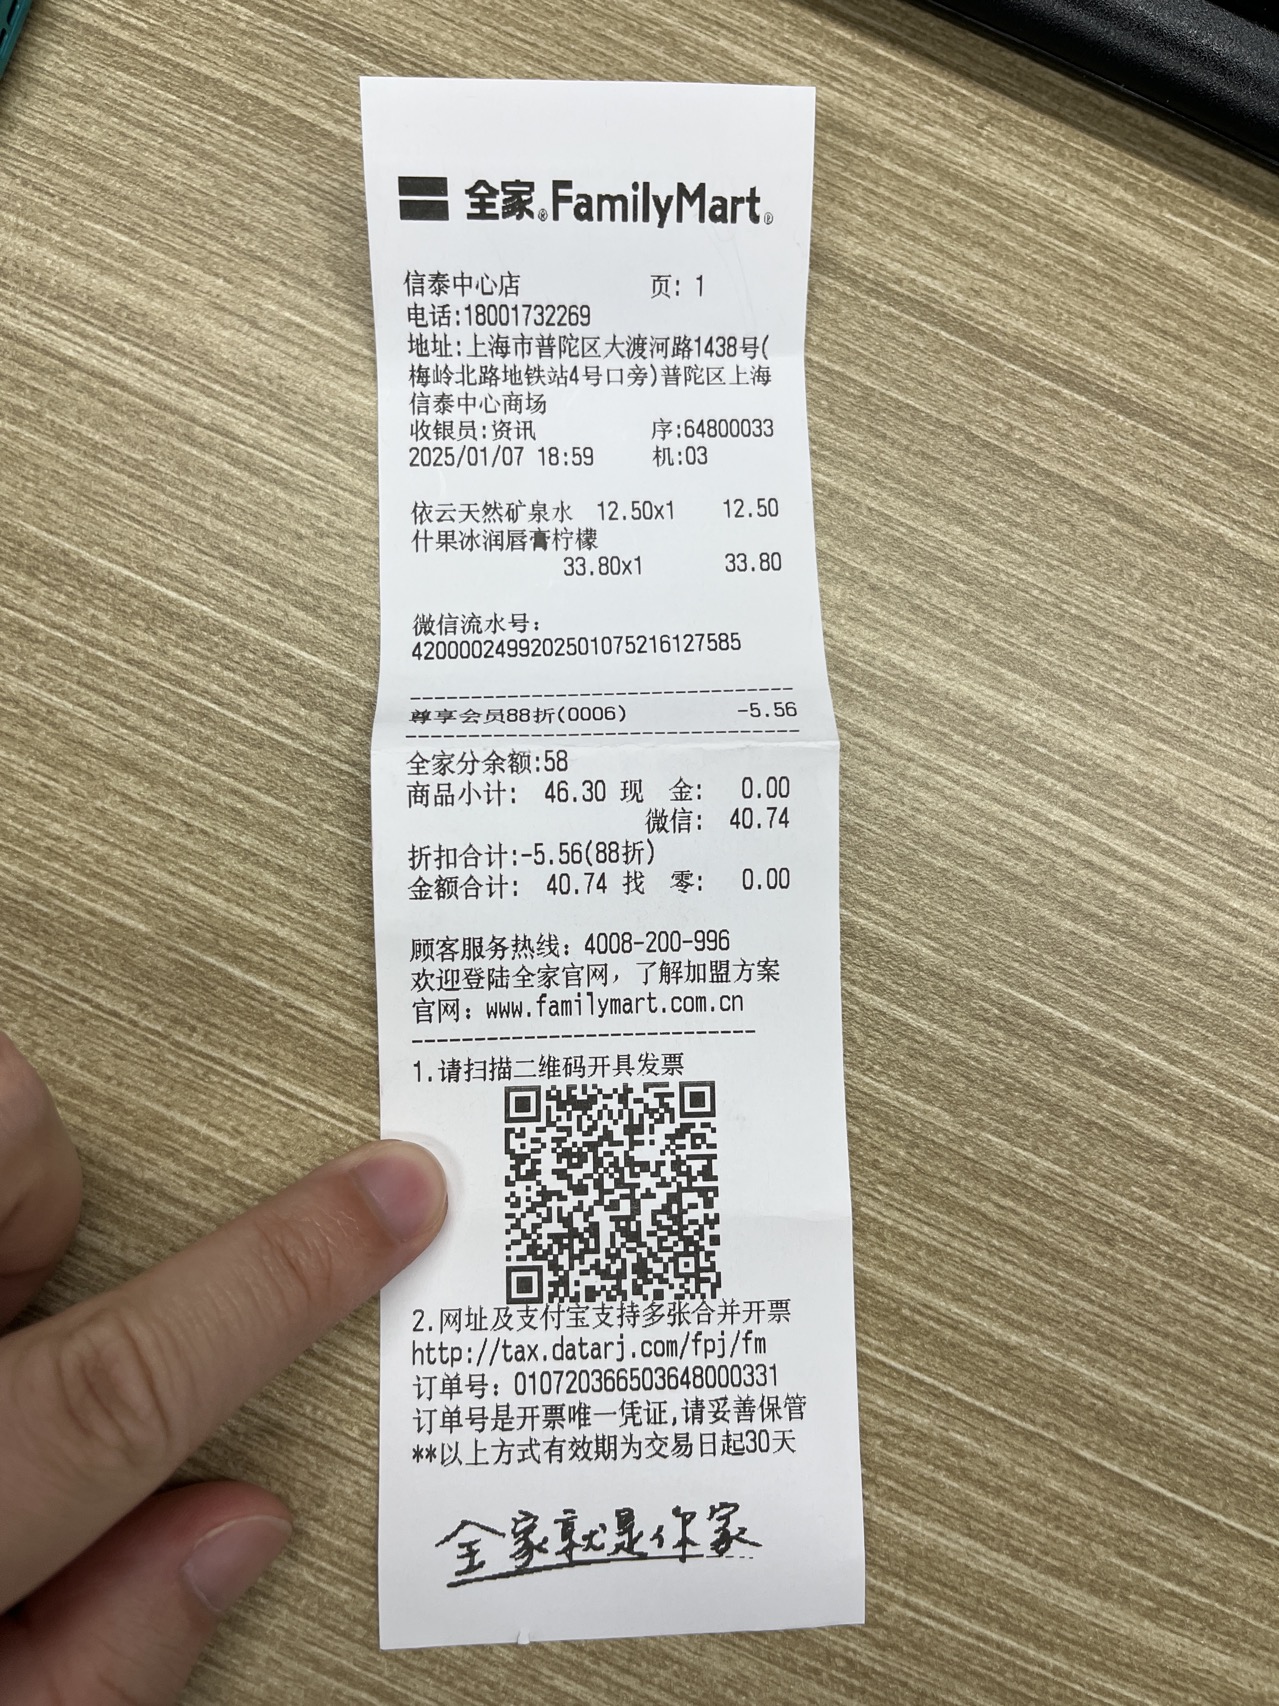 全家®FamilyMart®
信泰中心店 页: 1
电话:18001732269
地址:上海市普陀区大渡河路1438号(
梅岭北路地铁站4号口旁)普陀区上海
信泰中心商场
收银员:资讯 序:64800033
2025/01/07 18:59 机:03
依云天然矿泉水 12.50x1 12.50
什果冰润唇膏柠檬
33.80x1 33.80
微信流水号:
4200002499202501075216127585
尊享会员88折(0006) -5.56
全家分余额:58
商品小计: 46.30 现 金: 0.00
微信: 40.74
折扣合计:-5.56(88折)
金额合计: 40.74 找 零: 0.00
顾客服务热线: 4008-200-996
欢迎登陆全家官网, 了解加盟方案
官网: www.familymart.com.cn
1.请扫描二维码开具发票
2.网址及支付宝支持多张合并开票
http://tax.datarj.com/fpj/fm
订单号: 010720366503648000331
订单号是开票唯一凭证,请妥善保管
**以上方式有效期为交易日起30天
全家就是你家